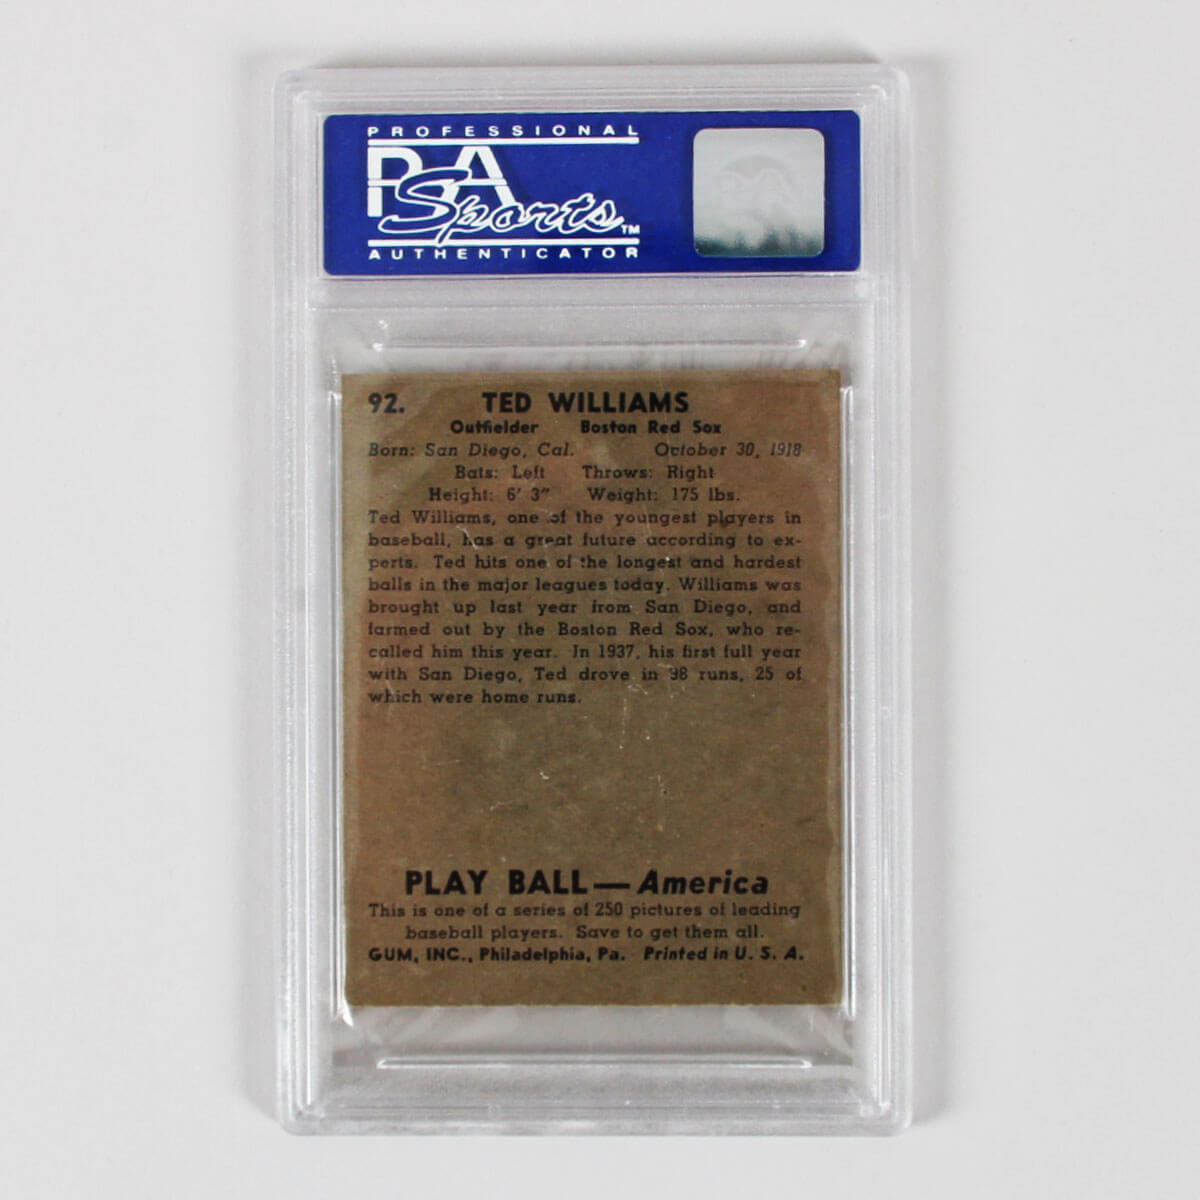 PROFESSIONAL
PSA
Sports™
AUTHENTICATOR
92. TED WILLIAMS
Outfielder Boston Red Sox
Born: San Diego, Cal. October 30, 1918
Bats: Left Throws: Right
Height: 6' 3" Weight: 175 lbs.
Ted Williams, one of the youngest players in
baseball, has a great future according to ex-
perts. Ted hits one of the longest and hardest
balls in the major leagues today. Williams was
brought up last year from San Diego, and
farmed out by the Boston Red Sox, who re-
called him this year. In 1937, his first full year
with San Diego, Ted drove in 98 runs, 25 of
which were home runs.
PLAY BALL — America
This is one of a series of 250 pictures of leading
baseball players. Save to get them all.
GUM, INC., Philadelphia, Pa. Printed in U. S. A.